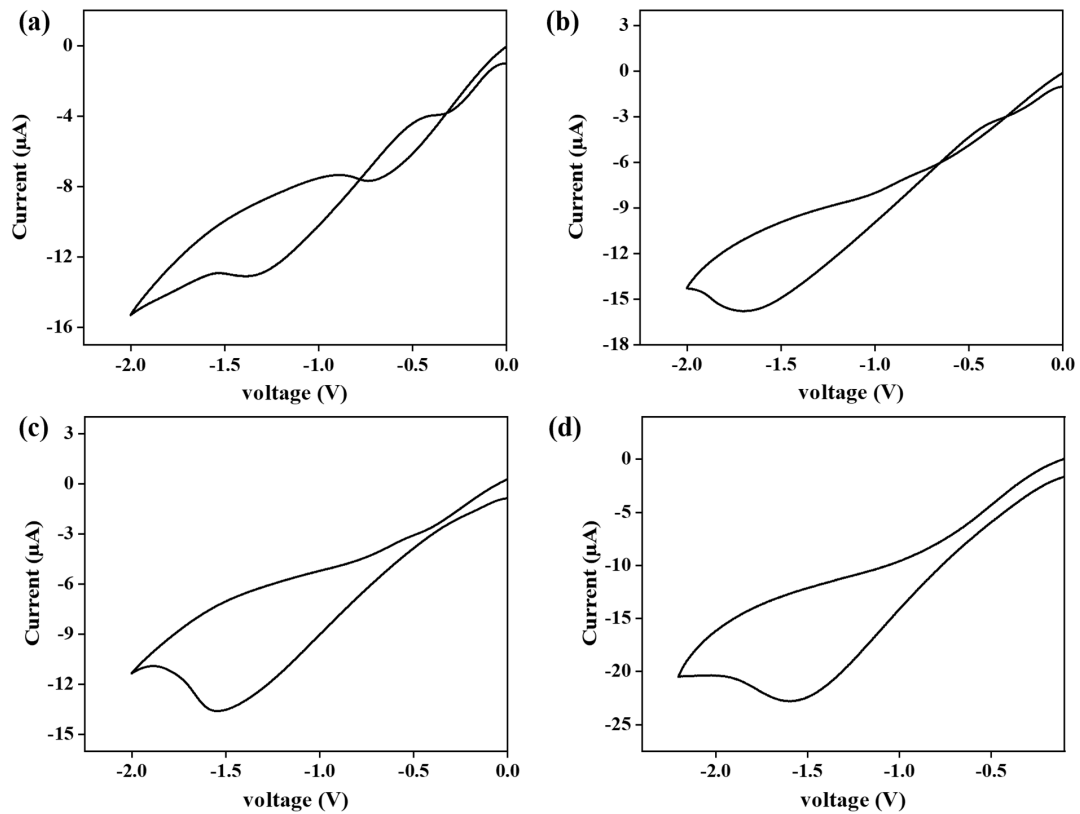 (a)
0
-4
-8
-12
-16
Current (μA)
-2.0 -1.5 -1.0 -0.5 0.0
voltage (V)
(b)
3
0
-3
-6
-9
-12
-15
-18
Current (μA)
-2.0 -1.5 -1.0 -0.5 0.0
voltage (V)
(c)
3
0
-3
-6
-9
-12
-15
Current (μA)
-2.0 -1.5 -1.0 -0.5 0.0
voltage (V)
(d)
0
-5
-10
-15
-20
-25
Current (μA)
-2.0 -1.5 -1.0 -0.5
voltage (V)